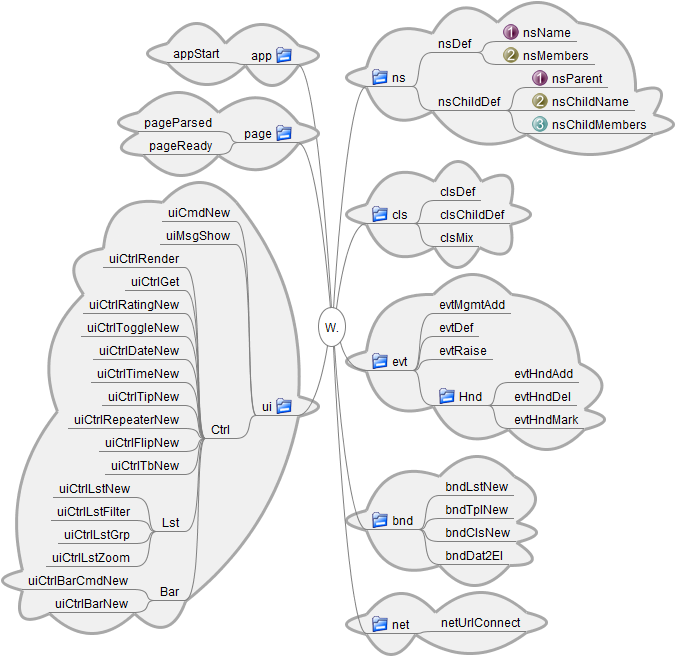 appStart
app
pageParsed
page
pageReady
uiCmdNew
uiMsgShow
uiCtrlRender
uiCtrlGet
uiCtrlRatingNew
uiCtrlToggleNew
uiCtrlDateNew
uiCtrlTimeNew
uiCtrlTipNew
uiCtrlRepeaterNew
uiCtrlFlipNew
uiCtrlTbNew
Ctrl
ui
uiCtrlLstNew
uiCtrlLstFilter
uiCtrlLstGrp
uiCtrlLstZoom
Lst
uiCtrlBarCmdNew
uiCtrlBarNew
Bar
W.
ns
nsDef
1 nsName
2 nsMembers
nsChildDef
1 nsParent
2 nsChildName
3 nsChildMembers
cls
clsDef
clsChildDef
clsMix
evt
evtMgmtAdd
evtDef
evtRaise
Hnd
evtHndAdd
evtHndDel
evtHndMark
bnd
bndLstNew
bndTplNew
bndClsNew
bndDat2El
net
netUrlConnect